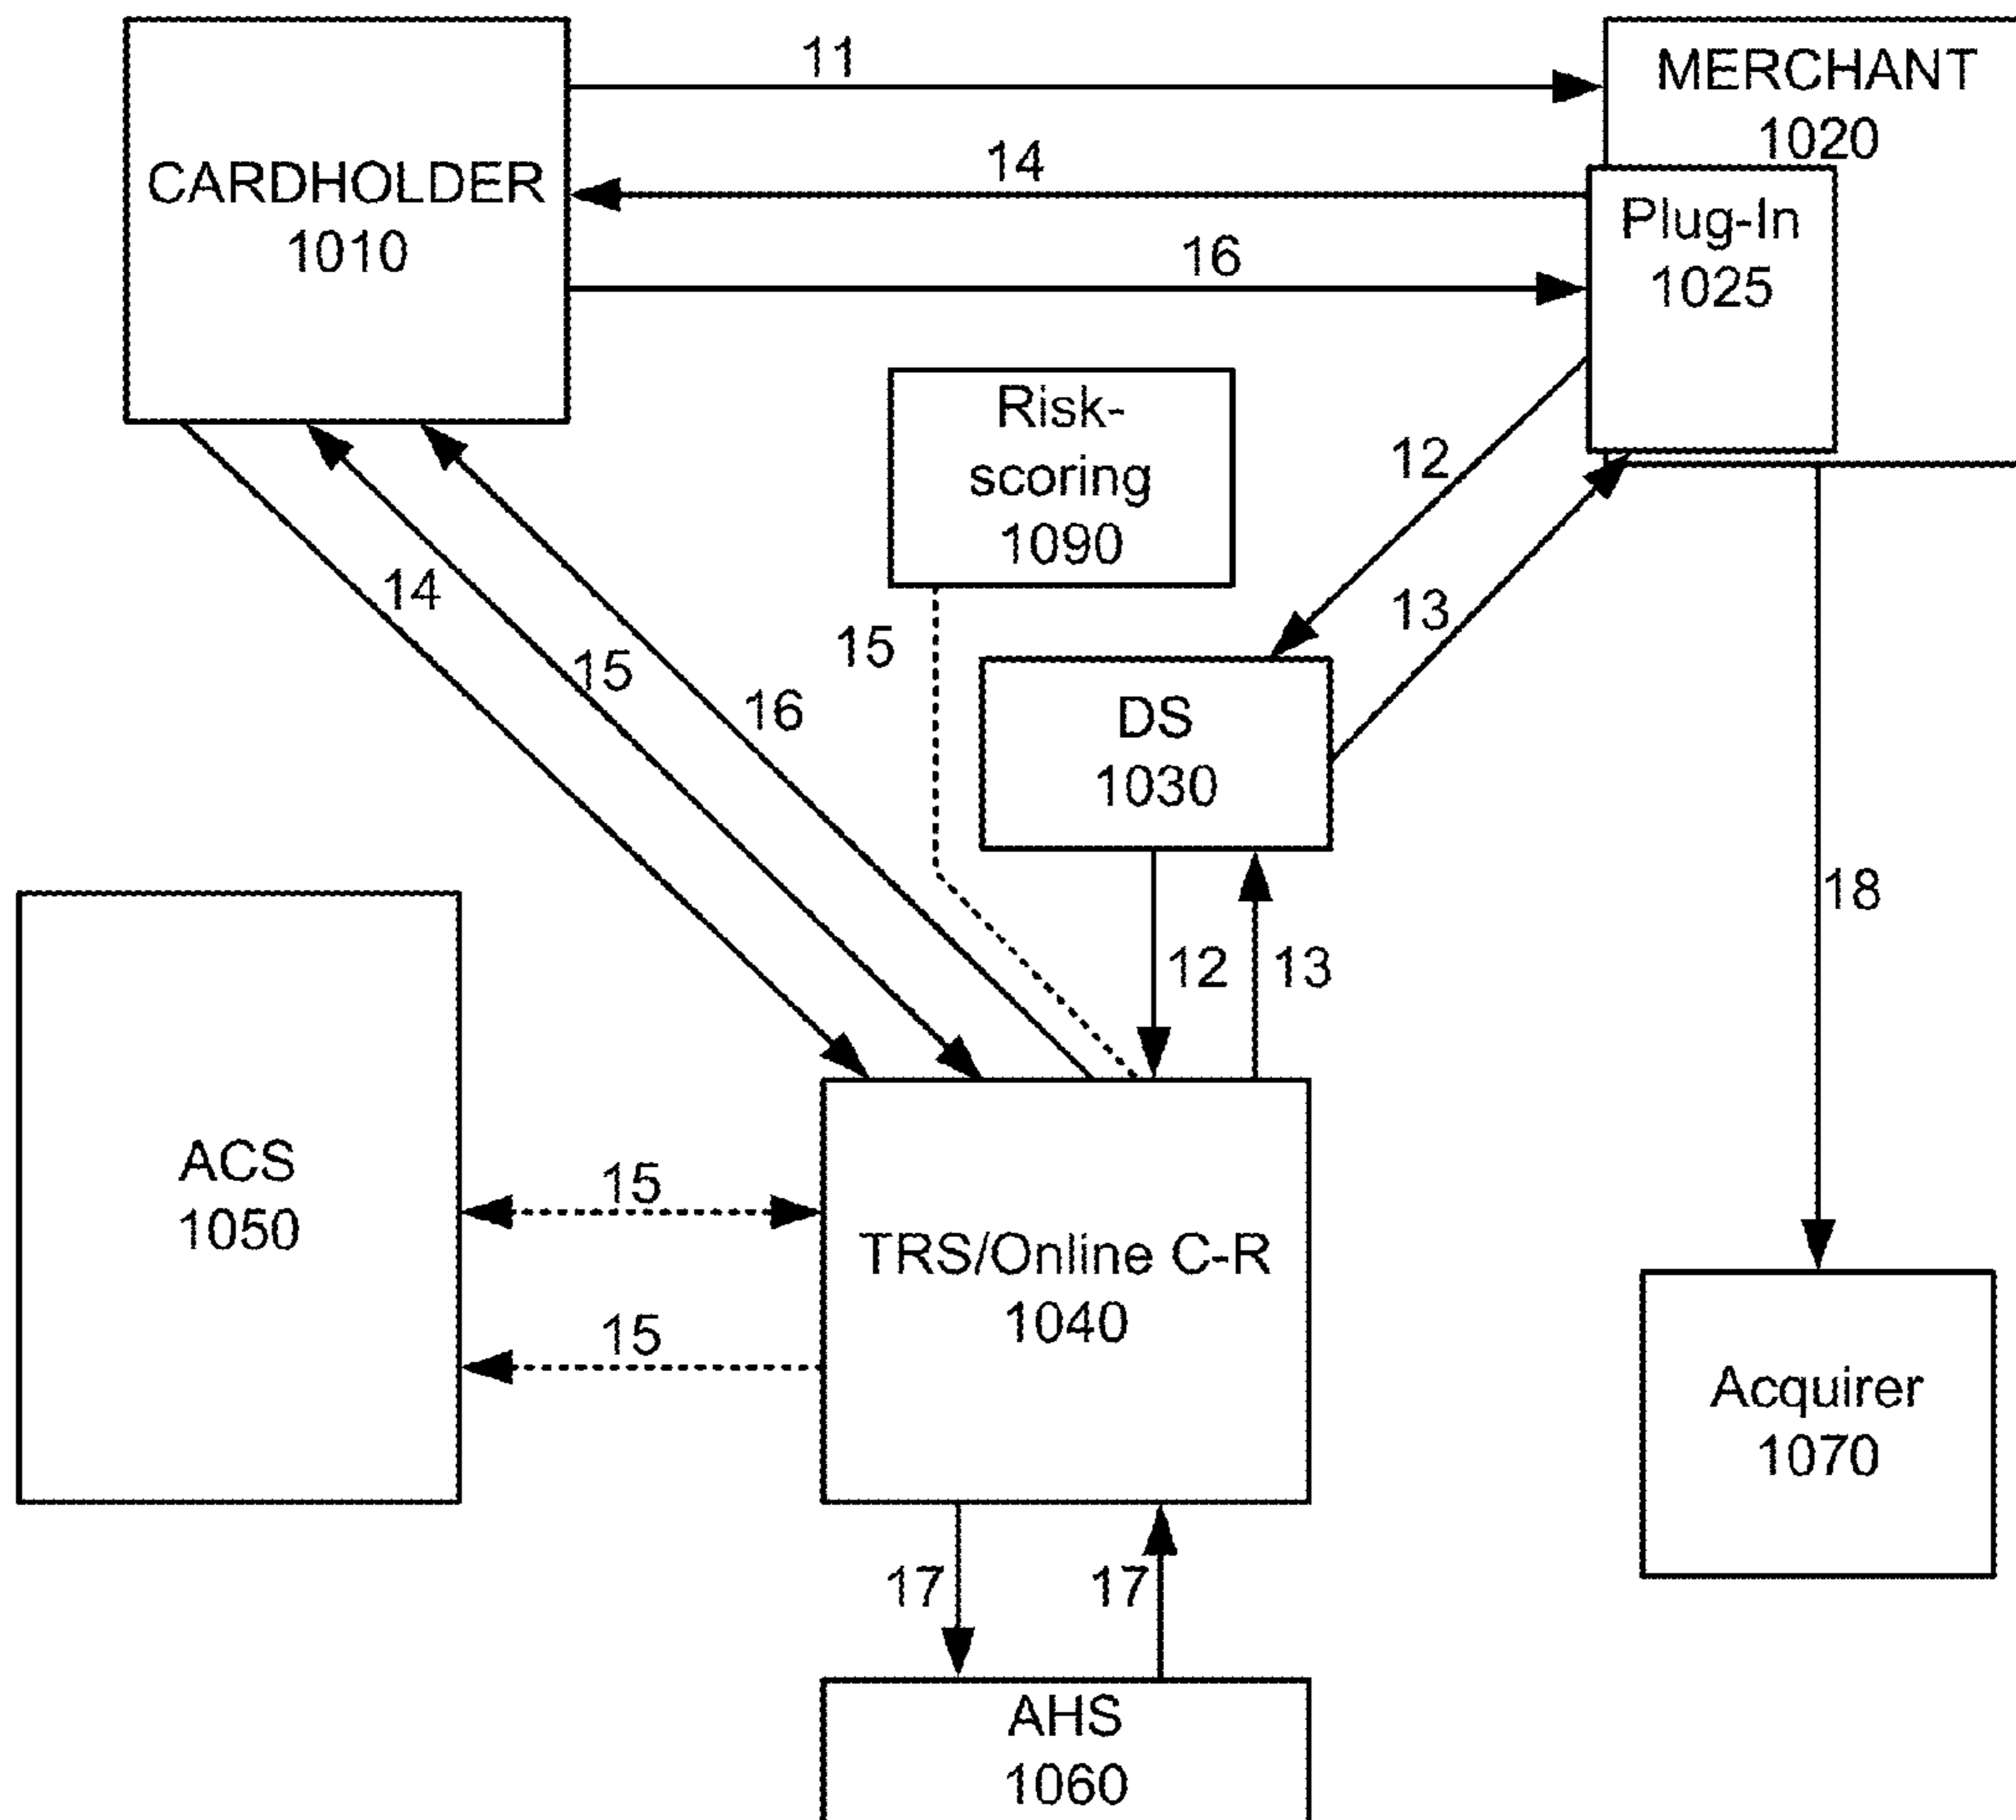 11
MERCHANT
1020
CARDHOLDER
1010
14
Plug-In
1025
16
Risk-
scoring
1090
12
13
14
15
15
16
DS
1030
18
12
13
ACS
1050
15
15
TRS/Online C-R
1040
Acquirer
1070
17
17
AHS
1060